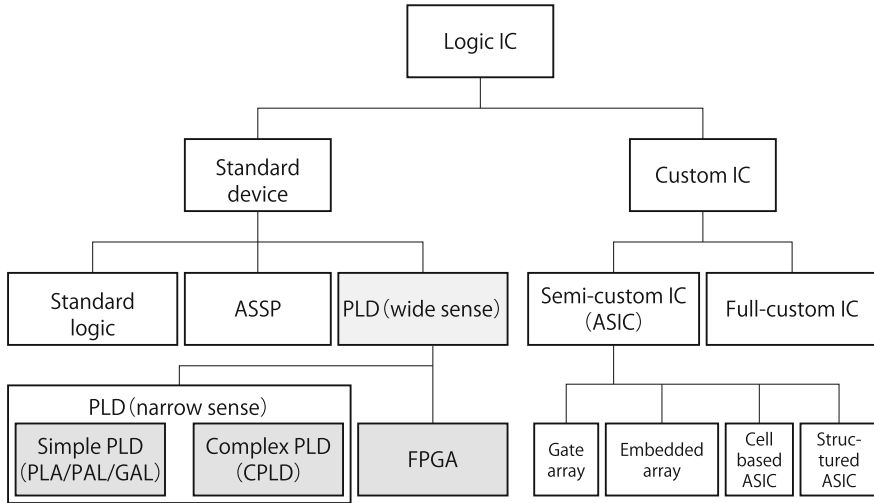 Logic IC
Standard
device
Custom IC
Standard
logic
ASSP
PLD (wide sense)
Semi-custom IC
(ASIC)
Full-custom IC
PLD (narrow sense)
Simple PLD
(PLA/PAL/GAL)
Complex PLD
(CPLD)
FPGA
Gate
array
Embedded
array
Cell
based
ASIC
Struc-
tured
ASIC